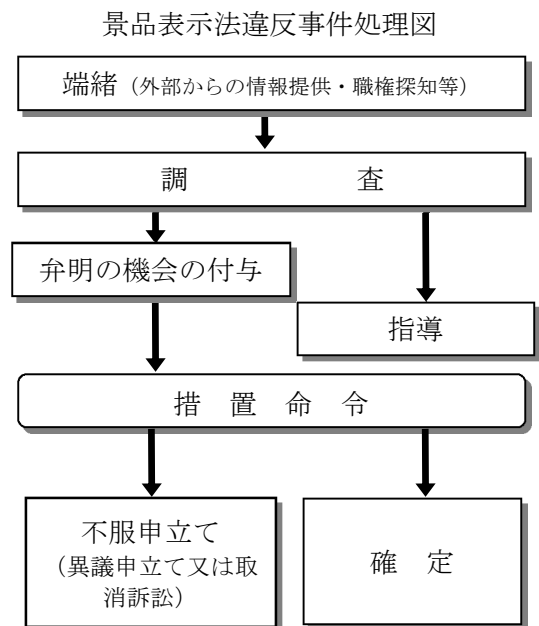 景品表示法違反事件処理図
端緒（外部からの情報提供・職権探知等）
調　　　　　査
弁明の機会の付与
指導
措　置　命　令
不服申立て
（異議申立て又は取
消訴訟）
確　定